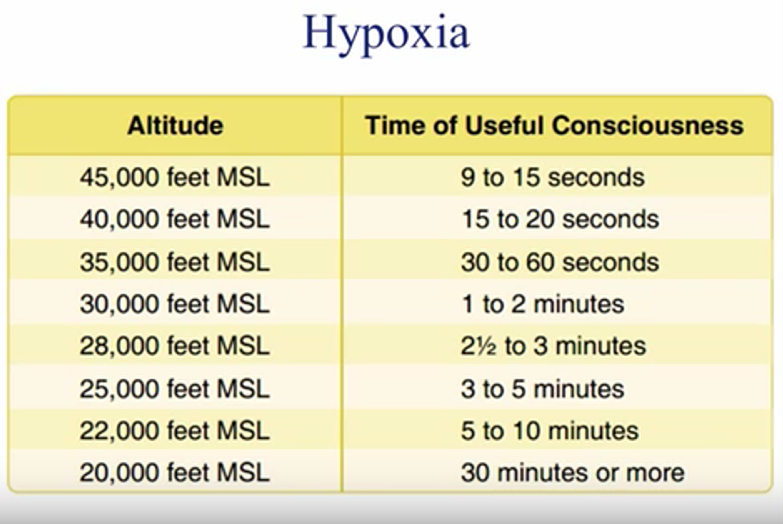 Hypoxia
Altitude Time of Useful Consciousness
45,000 feet MSL 9 to 15 seconds
40,000 feet MSL 15 to 20 seconds
35,000 feet MSL 30 to 60 seconds
30,000 feet MSL 1 to 2 minutes
28,000 feet MSL 2½ to 3 minutes
25,000 feet MSL 3 to 5 minutes
22,000 feet MSL 5 to 10 minutes
20,000 feet MSL 30 minutes or more